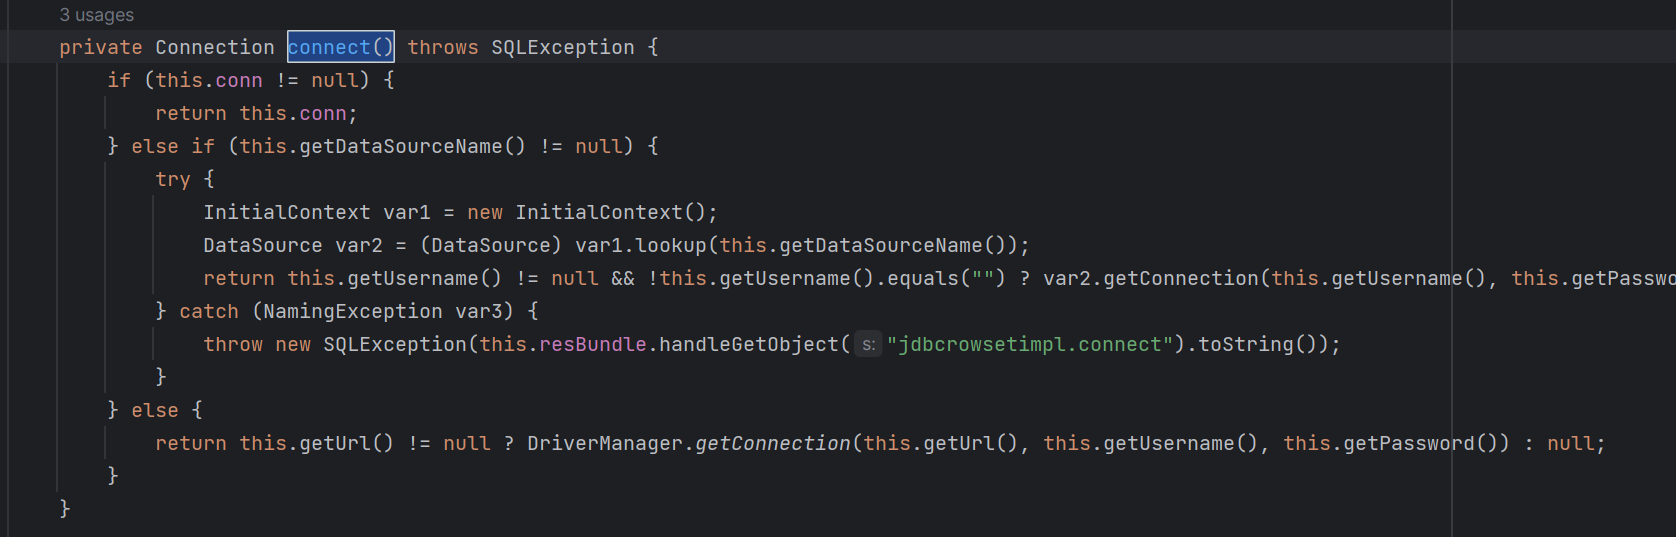 3 usages
private Connection connect() throws SQLException {
if (this.conn != null) {
return this.conn;
} else if (this.getDataSourceName() != null) {
try {
InitialContext var1 = new InitialContext();
DataSource var2 = (DataSource) var1.lookup(this.getDataSourceName());
return this.getUsername() != null && !this.getUsername().equals("") ? var2.getConnection(this.getUsername(), this.getPasswo
} catch (NamingException var3) {
throw new SQLException(this.resBundle.handleGetObject( s: "jdbcrowsetimpl.connect").toString());
}
} else {
return this.getUrl() != null ? DriverManager.getConnection(this.getUrl(), this.getUsername(), this.getPassword()) : null;
}
}